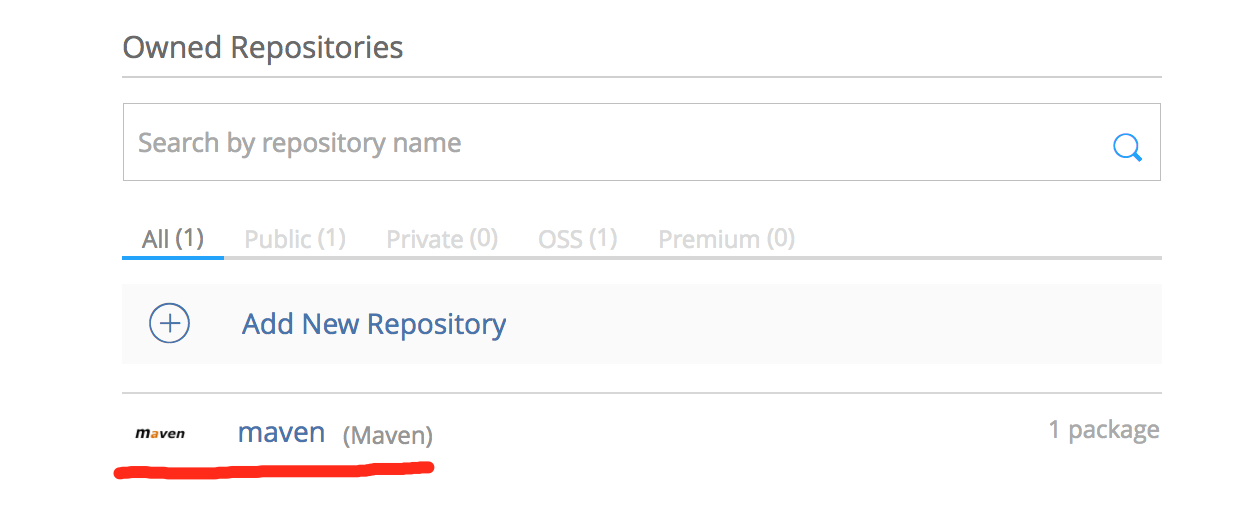 Owned Repositories
Search by repository name
All (1) Public (1) Private (0) OSS (1) Premium (0)
Add New Repository
maven maven (Maven) 1 package